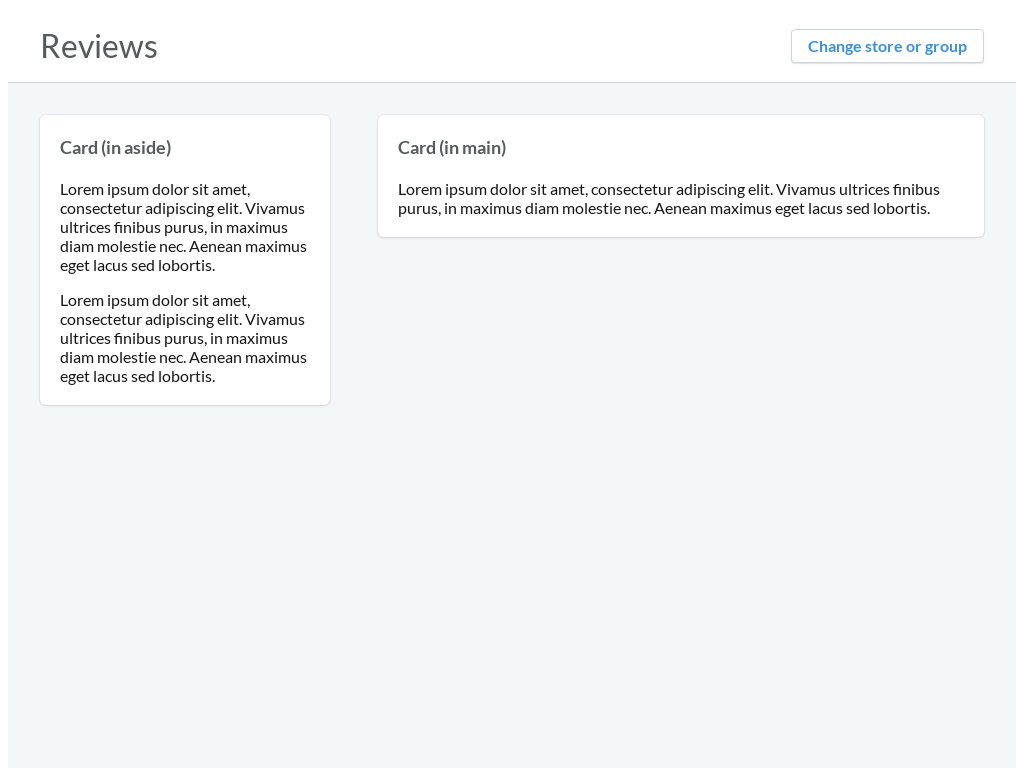 Reviews
Change store or group
Card (in aside)
Lorem ipsum dolor sit amet,
consectetur adipiscing elit. Vivamus
ultrices finibus purus, in maximus
diam molestie nec. Aenean maximus
eget lacus sed lobortis.
Lorem ipsum dolor sit amet,
consectetur adipiscing elit. Vivamus
ultrices finibus purus, in maximus
diam molestie nec. Aenean maximus
eget lacus sed lobortis.
Card (in main)
Lorem ipsum dolor sit amet, consectetur adipiscing elit. Vivamus ultrices finibus
purus, in maximus diam molestie nec. Aenean maximus eget lacus sed lobortis.